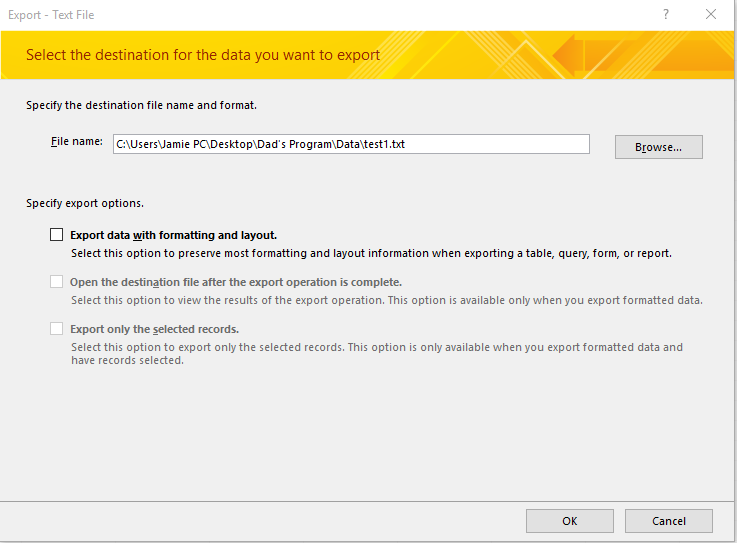 Export - Text File
?
Select the destination for the data you want to export
Specify the destination file name and format.
File name:
C:\Users\Jamie PC\Desktop\Dad's Program\Data\test1.txt
Browse...
Specify export options.
Export data with formatting and layout.
Select this option to preserve most formatting and layout information when exporting a table, query, form, or report.
Open the destination file after the export operation is complete.
Select this option to view the results of the export operation. This option is available only when you export formatted data.
Export only the selected records.
Select this option to export only the selected records. This option is only available when you export formatted data and
have records selected.
OK
Cancel